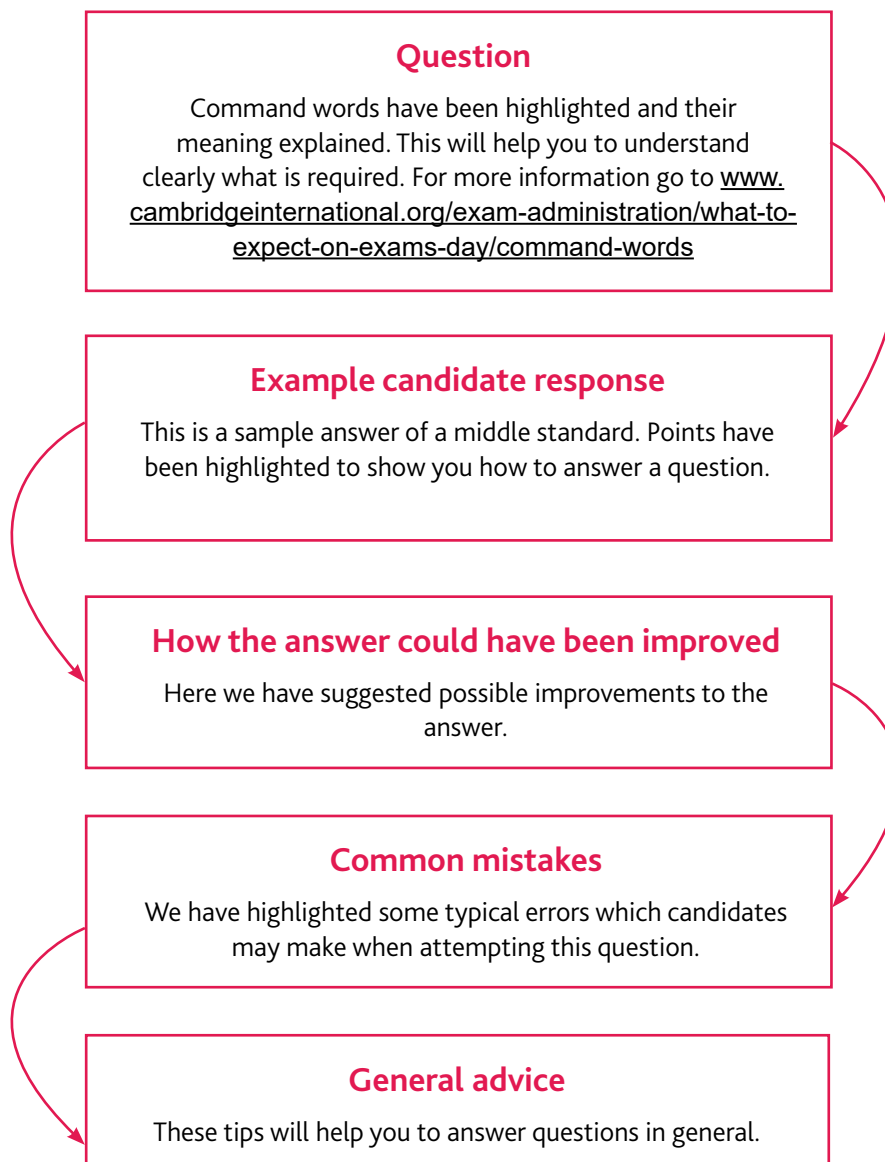 Question
Command words have been highlighted and their
meaning explained. This will help you to understand
clearly what is required. For more information go to www.
cambridgeinternational.org/exam-administration/what-to-
expect-on-exams-day/command-words
Example candidate response
This is a sample answer of a middle standard. Points have
been highlighted to show you how to answer a question.
How the answer could have been improved
Here we have suggested possible improvements to the
answer.
Common mistakes
We have highlighted some typical errors which candidates
may make when attempting this question.
General advice
These tips will help you to answer questions in general.